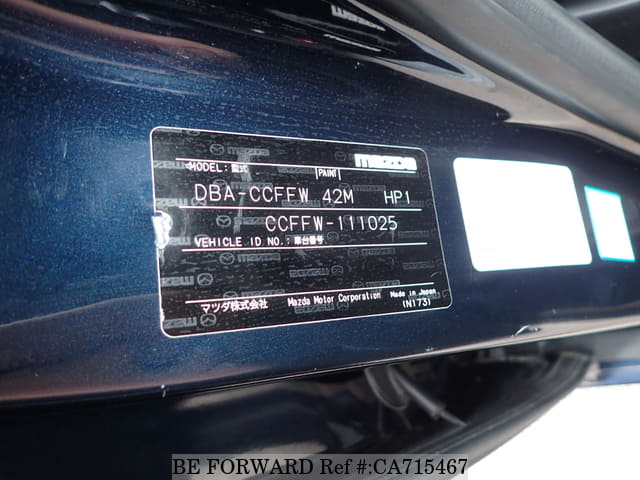 mazda
MODEL: 型式 PAINT
DBA-CCFFW 42M HP1
CCFFW-111025
VEHICLE ID NO.: 車台番号
マツダ株式会社 Mazda Motor Corporation Made in Japan
(N173)
BE FORWARD Ref #:CA715467